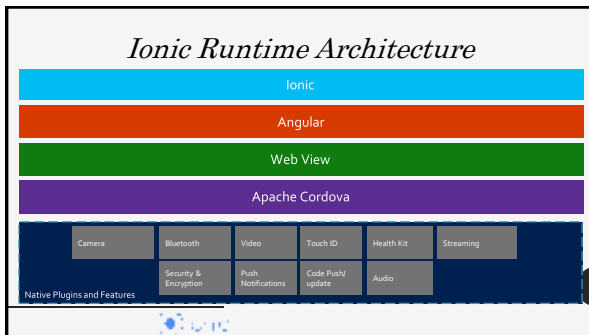 Ionic Runtime Architecture
Ionic
Angular
Web View
Apache Cordova
Camera
Bluetooth
Video
Touch ID
Health Kit
Streaming
Security &
Encryption
Push
Notifications
Code Push/
update
Audio
Native Plugins and Features